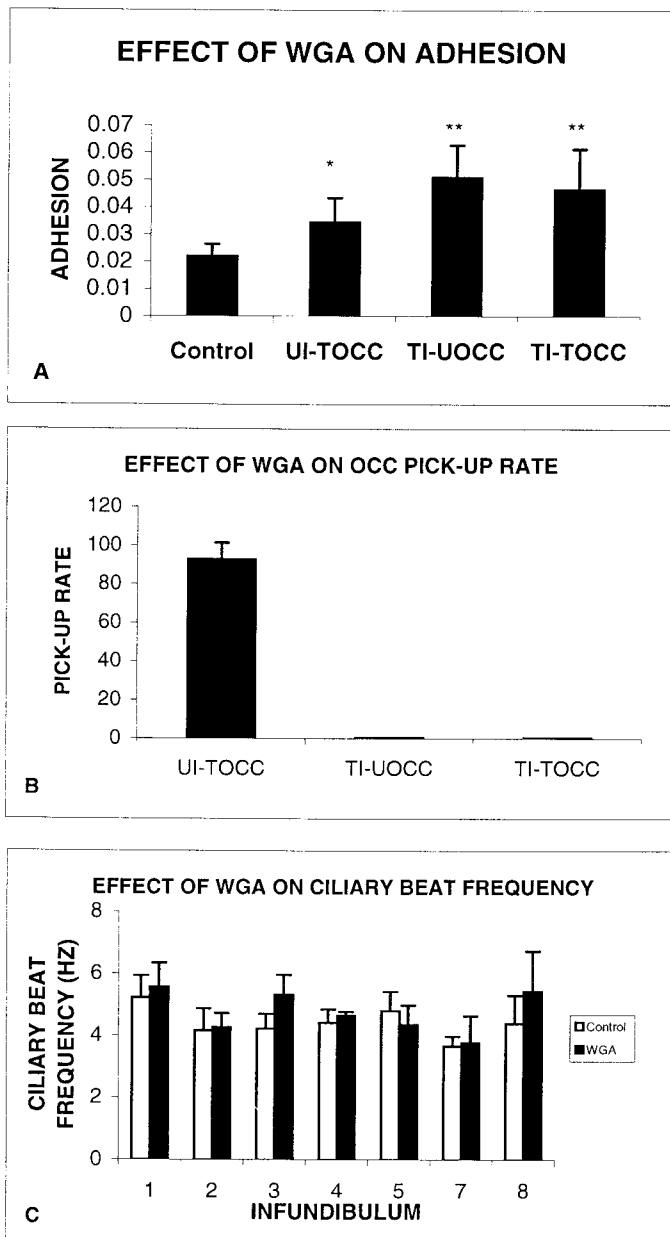 EFFECT OF WGA ON ADHESION
ADHESION
0.07
0.06
0.05
0.04
0.03
0.02
0.01
0
*
**
**
Control UI-TOCC TI-UOCC TI-TOCC
A
EFFECT OF WGA ON OCC PICK-UP RATE
PICK-UP RATE
120
100
80
60
40
20
0
UI-TOCC TI-UOCC TI-TOCC
B
EFFECT OF WGA ON CILIARY BEAT FREQUENCY
CILIARY BEAT
FREQUENCY (HZ)
8
6
4
2
0
Control
WGA
1 2 3 4 5 7 8
INFUNDIBULUM
C